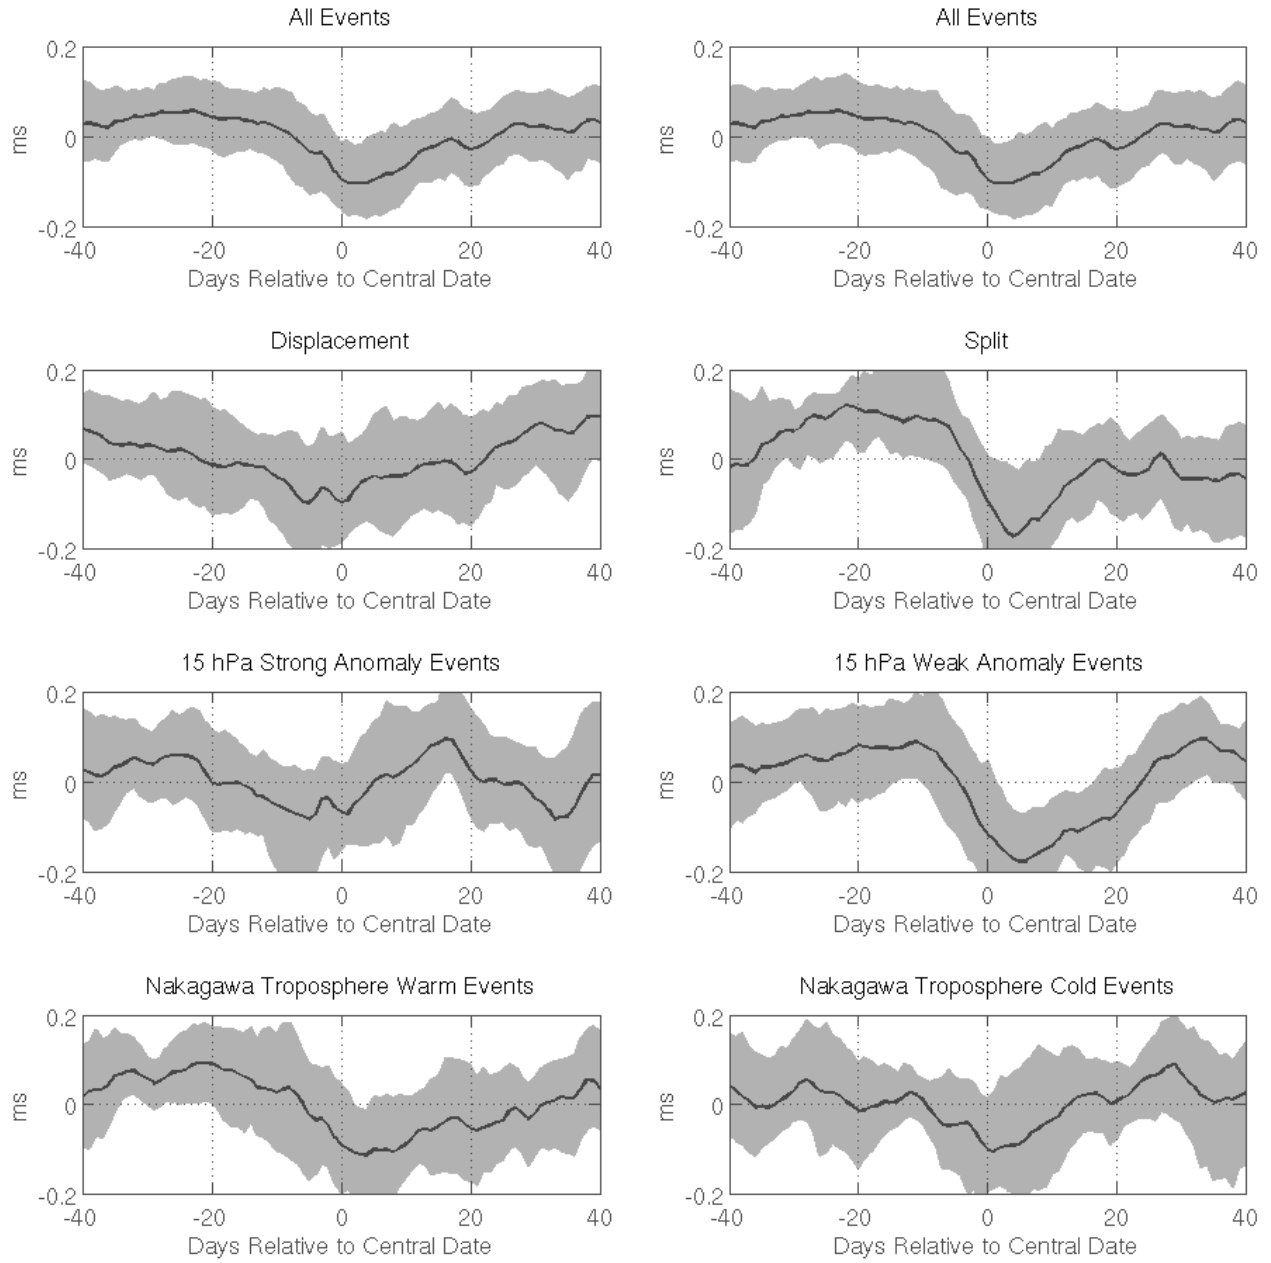 All Events
0.2
0
-0.2
ms
-40 -20 0 20 40
Days Relative to Central Date
All Events
0.2
0
-0.2
ms
-40 -20 0 20 40
Days Relative to Central Date
Displacement
0.2
0
-0.2
ms
-40 -20 0 20 40
Days Relative to Central Date
Split
0.2
0
-0.2
ms
-40 -20 0 20 40
Days Relative to Central Date
15 hPa Strong Anomaly Events
0.2
0
-0.2
ms
-40 -20 0 20 40
Days Relative to Central Date
15 hPa Weak Anomaly Events
0.2
0
-0.2
ms
-40 -20 0 20 40
Days Relative to Central Date
Nakagawa Troposphere Warm Events
0.2
0
-0.2
ms
-40 -20 0 20 40
Days Relative to Central Date
Nakagawa Troposphere Cold Events
0.2
0
-0.2
ms
-40 -20 0 20 40
Days Relative to Central Date